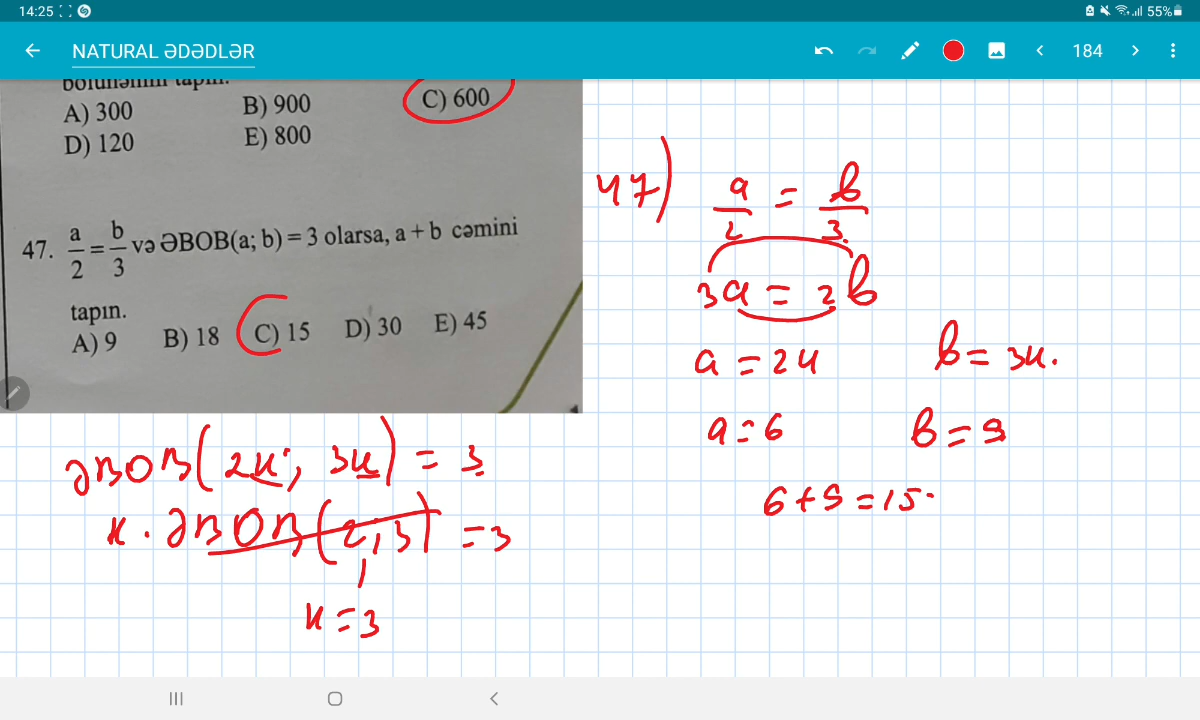 14:25 55%
NATURAL ƏDƏDLƏR 184
bölünənini tapın.
A) 300 B) 900 C) 600
D) 120 E) 800
47. a/2 = b/3 və ƏBOB(a; b) = 3 olarsa, a + b cəmini
tapın.
A) 9 B) 18 C) 15 D) 30 E) 45
47) a/2 = b/3
3a = 2b
a = 2k b = 3k.
a = 6 b = 9
6 + 9 = 15
ƏBOB(2k; 3k) = 3
k · ƏBOB(2, 3) = 3
1
k = 3